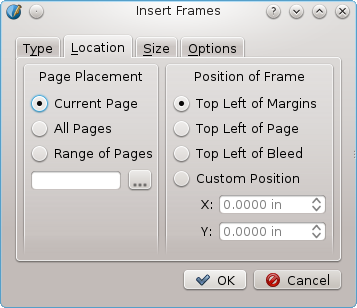 Insert Frames
Type Location Size Options
Page Placement
Current Page
All Pages
Range of Pages
...
Position of Frame
Top Left of Margins
Top Left of Page
Top Left of Bleed
Custom Position
X: 0.0000 in
Y: 0.0000 in
OK Cancel